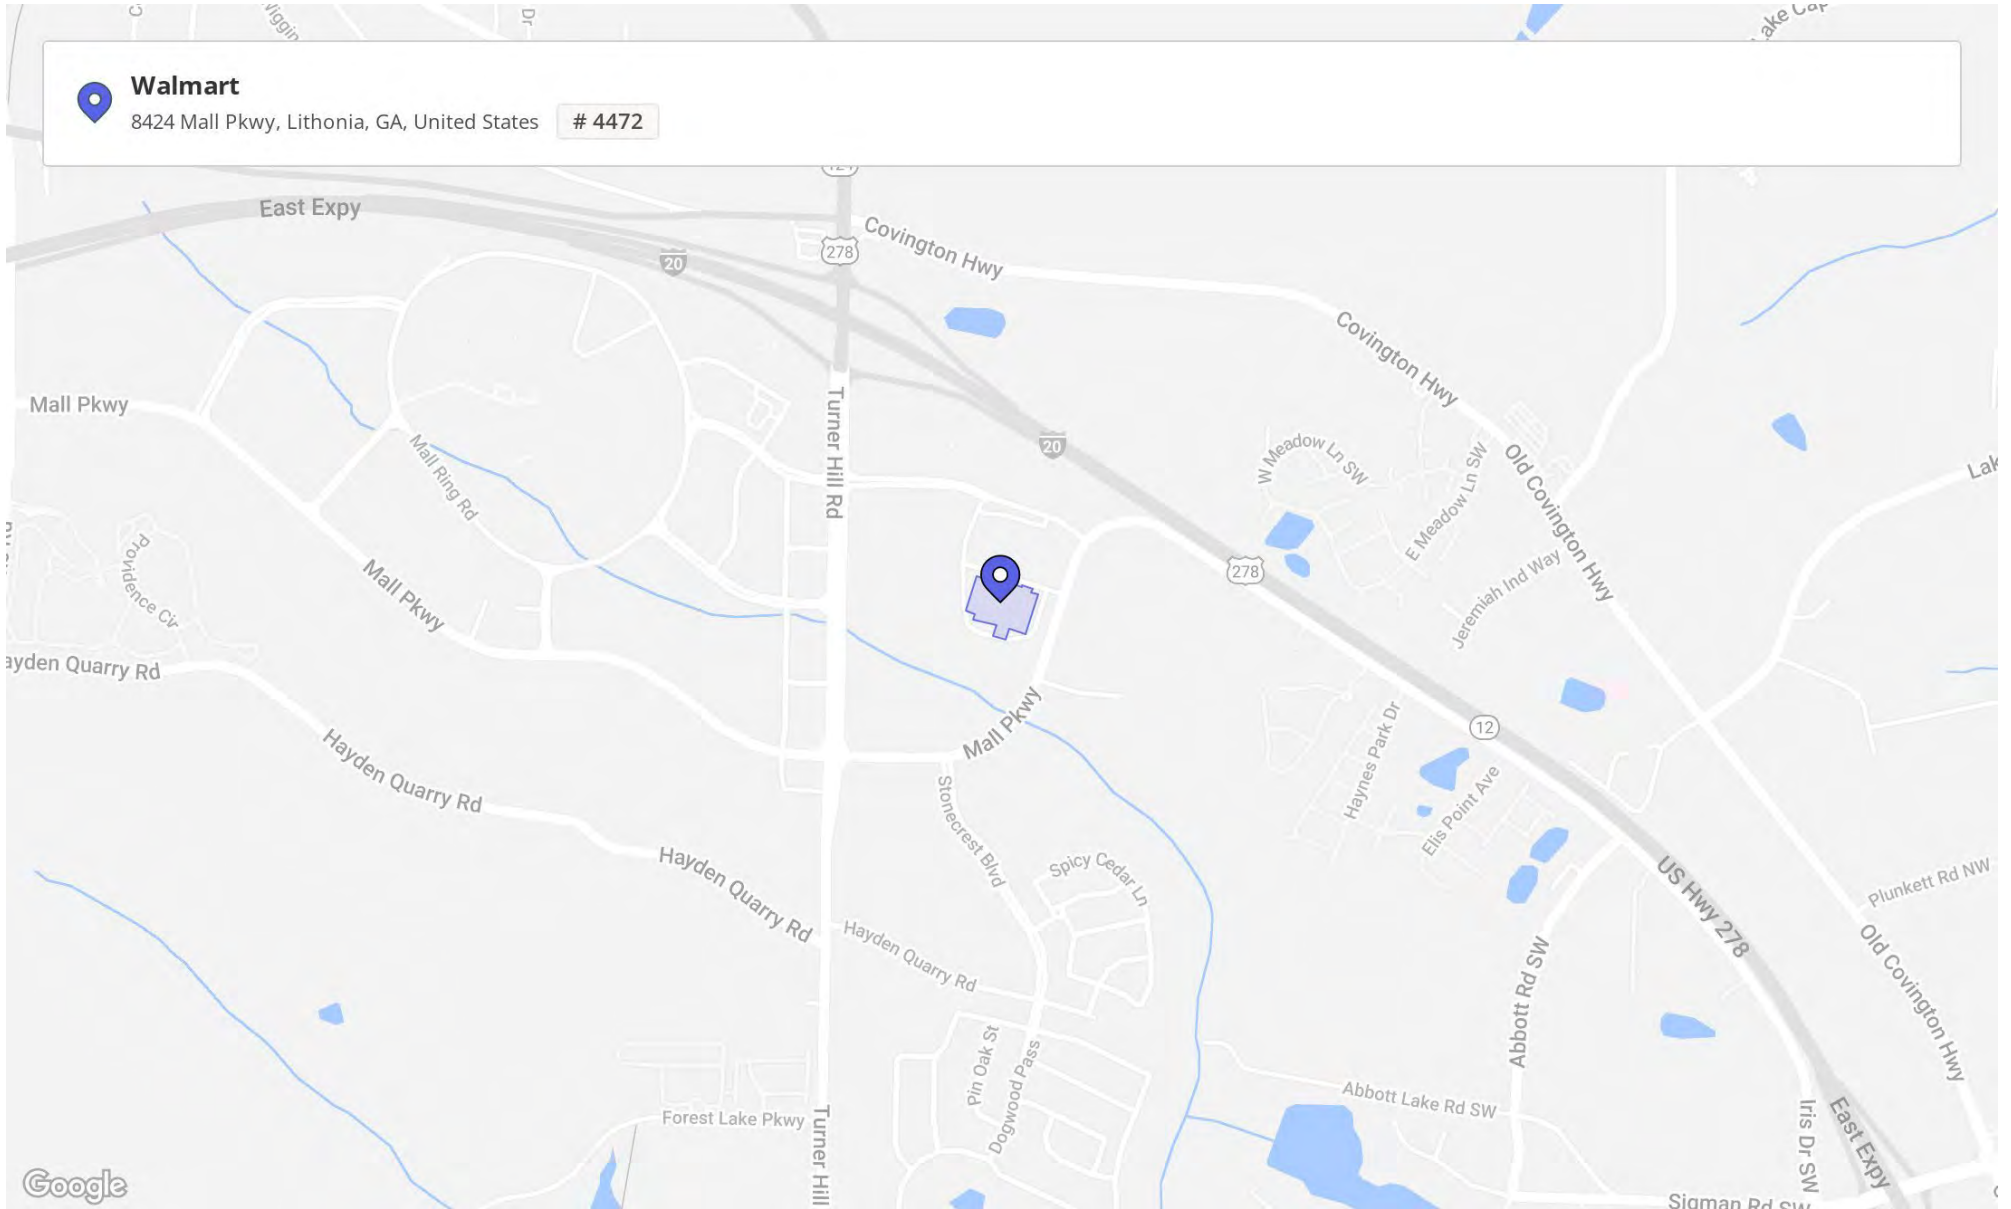 Dr
Walmart
8424 Mall Pkwy, Lithonia, GA, United States
# 4472
East Expy
20
278
Covington Hwy
Covington Hwy
Mall Pkwy
Turner Hill Rd
20
Mall Ring Rd
W Meadow Ln SW
E Meadow Ln SW
Old Covington Hwy
Jeremiah Ind Way
278
Providence Cir
Mall Pkwy
ayden Quarry Rd
Hayden Quarry Rd
Mall Pkwy
12
Haynes Park Dr
Elis Point Ave
Stonecrest Blvd
Spicy Cedar Ln
Hayden Quarry Rd
Hayden Quarry Rd
US Hwy 278
Plunkett Rd NW
Old Covington Hwy
Abbott Rd SW
Pin Oak St
Dogwood Pass
Abbott Lake Rd SW
Forest Lake Pkwy
Turner Hill
Iris Dr SW
East Expy
Sigman Rd SW
Google